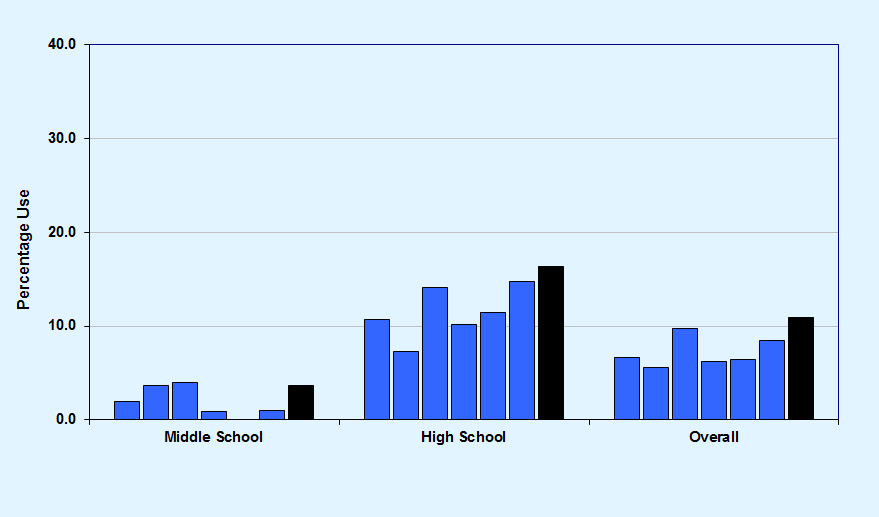 40.0
30.0
20.0
10.0
0.0
Percentage Use
Middle School
High School
Overall